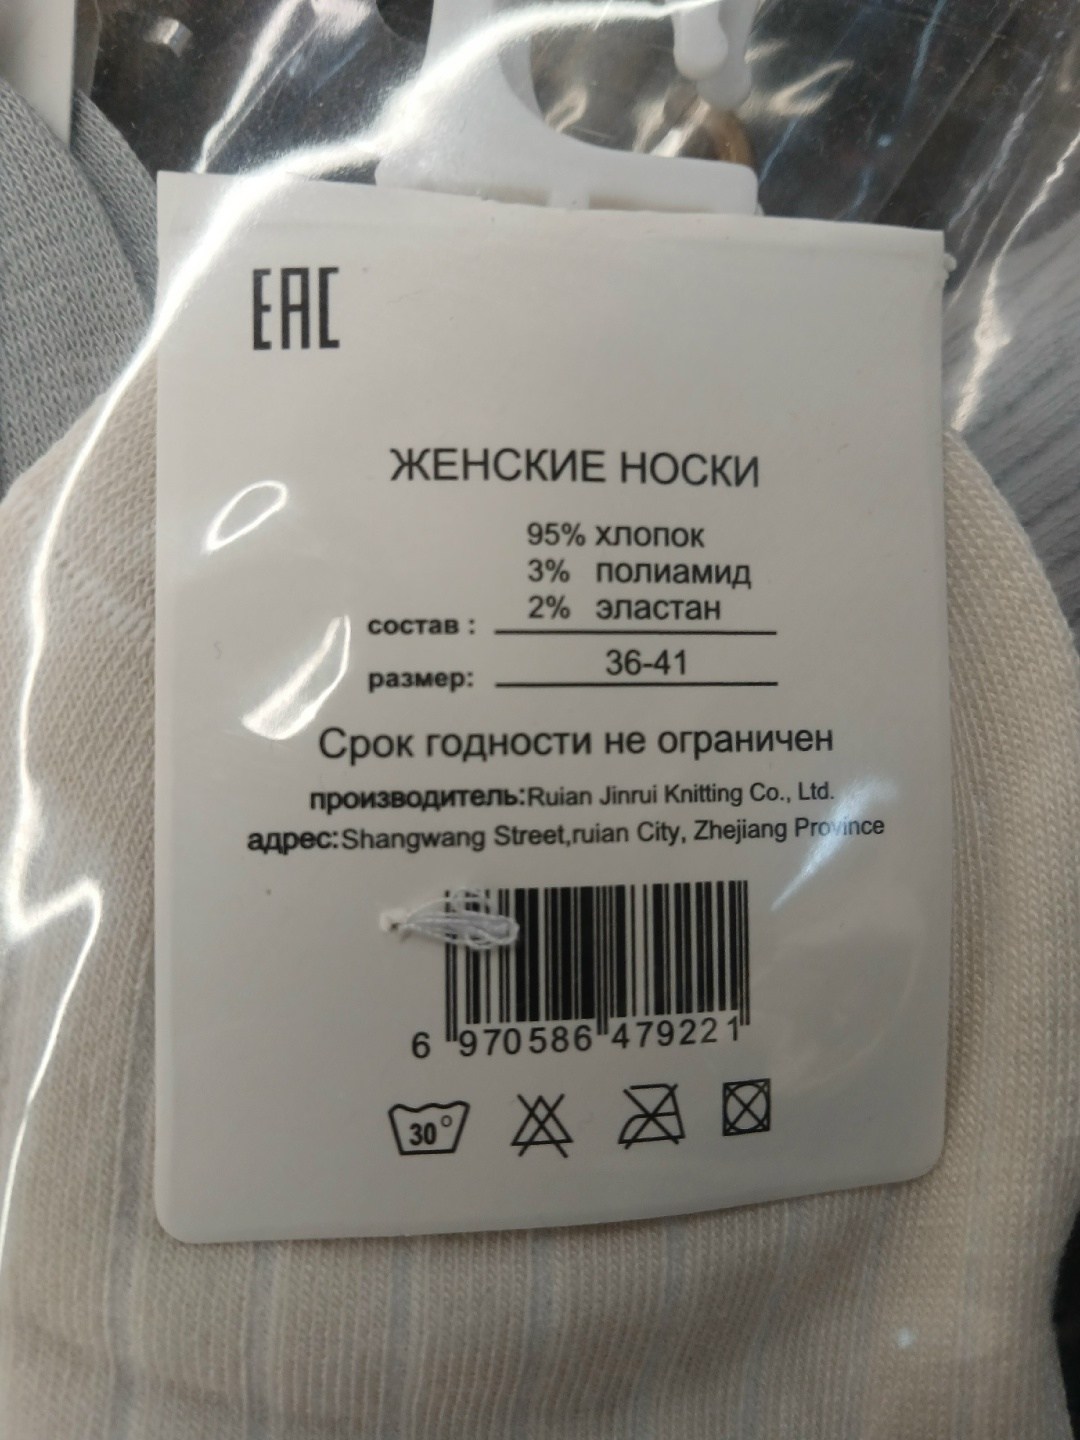 EAC
ЖЕНСКИЕ НОСКИ
95% хлопок
3% полиамид
2% эластан
состав :
размер: 36-41
Срок годности не ограничен
производитель:Ruian Jinrui Knitting Co., Ltd.
адрес:Shangwang Street,ruian City, Zhejiang Province
6 970586 479221
30°